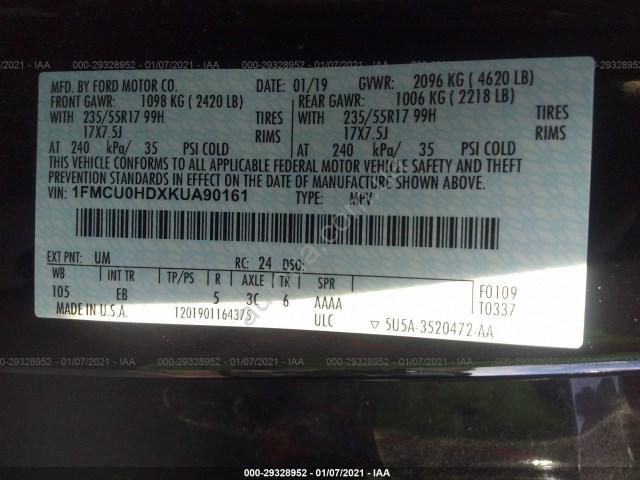 000-29328952 - 01/07/2021 - IAA
MFD. BY FORD MOTOR CO. DATE: 01/19 GVWR: 2096 KG ( 4620 LB)
FRONT GAWR: 1098 KG ( 2420 LB) REAR GAWR: 1006 KG ( 2218 LB)
WITH 235/55R17 99H TIRES WITH 235/55R17 99H TIRES
17X7.5J RIMS 17X7.5J RIMS
AT 240 kPa/ 35 PSI COLD AT 240 kPa/ 35 PSI COLD
THIS VEHICLE CONFORMS TO ALL APPLICABLE FEDERAL MOTOR VEHICLE SAFETY AND THEFT
PREVENTION STANDARDS IN EFFECT ON THE DATE OF MANUFACTURE SHOWN ABOVE.
VIN: 1FMCU0HDXKUA90161 TYPE: MPV
EXT PNT: UM RC: 24 DSO:
WB INT TR TP/PS R AXLE TR SPR F0109
105 EB 5 3C 6 AAAA T0337
MADE IN U.S.A. 1201901164375 ULC ▽ 5U5A-3520472-AA
000-29328952 - 01/07/2021 - IAA
000-29328952 - 01/07/2021 - IAA